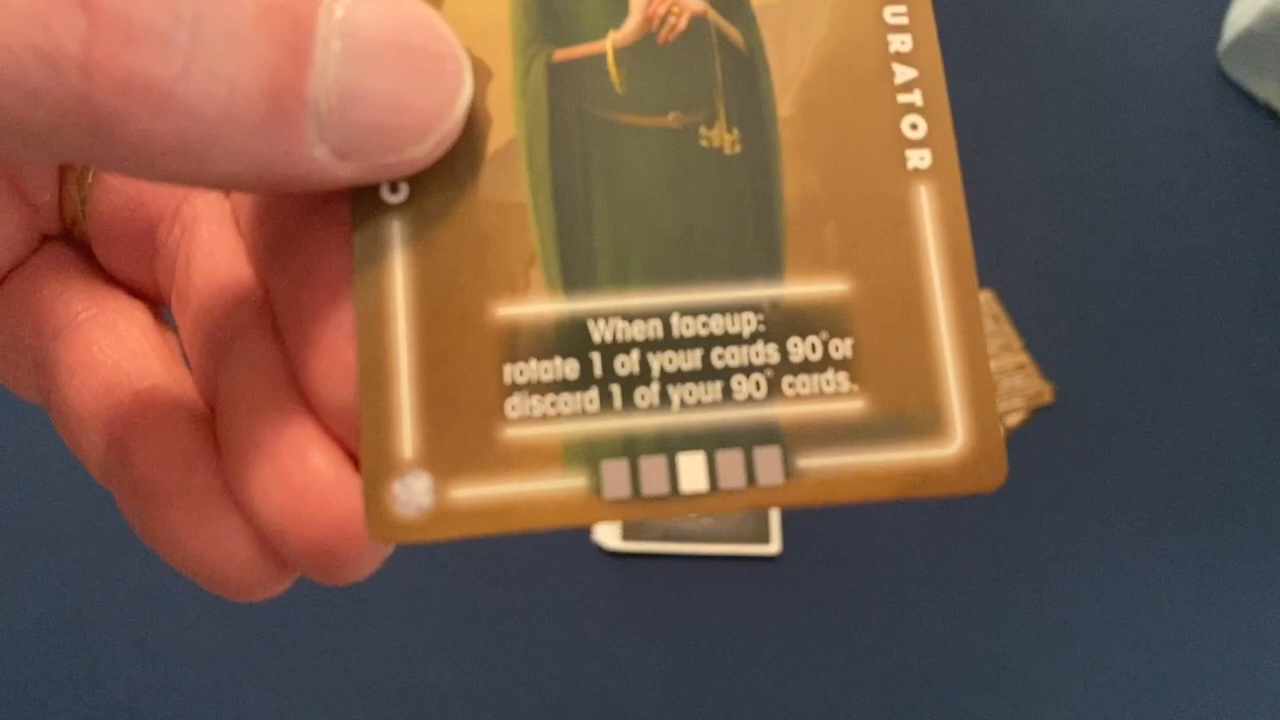 URATOR
C
When faceup:
rotate 1 of your cards 90° or
discard 1 of your 90° cards.